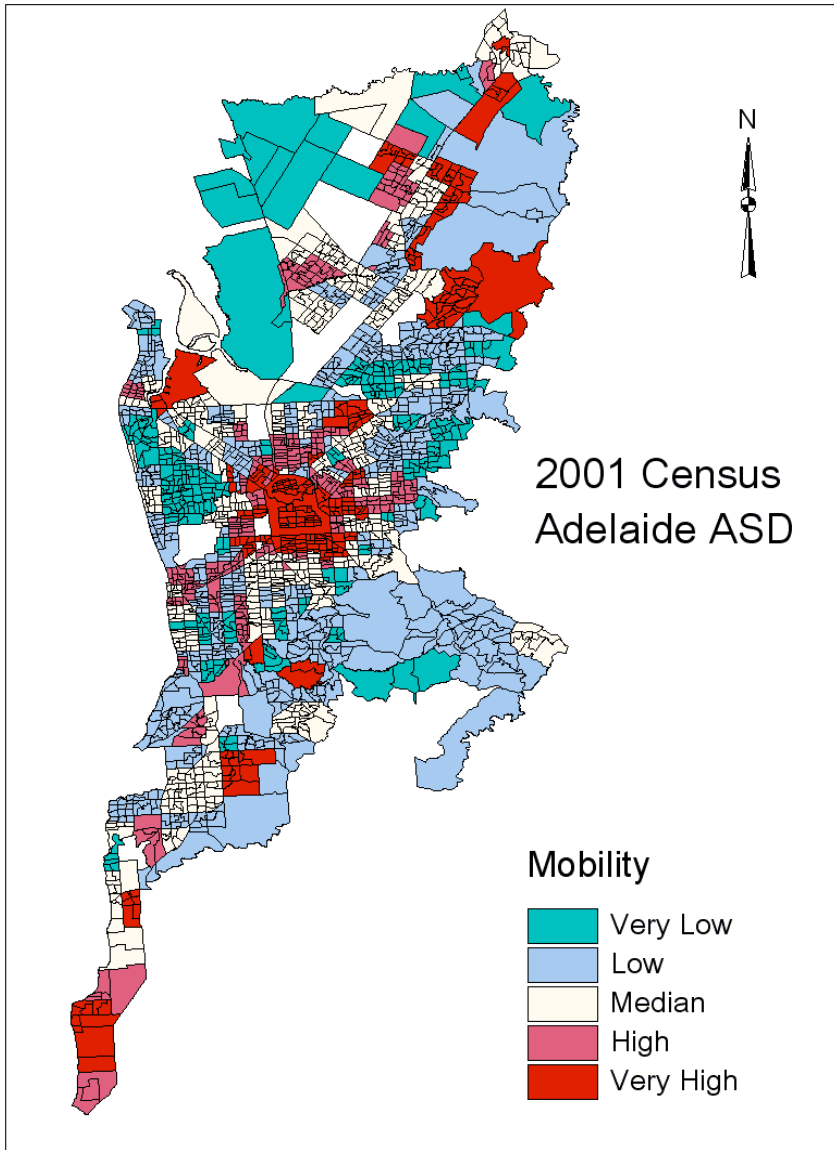 N
2001 Census
Adelaide ASD
Mobility
Very Low
Low
Median
High
Very High